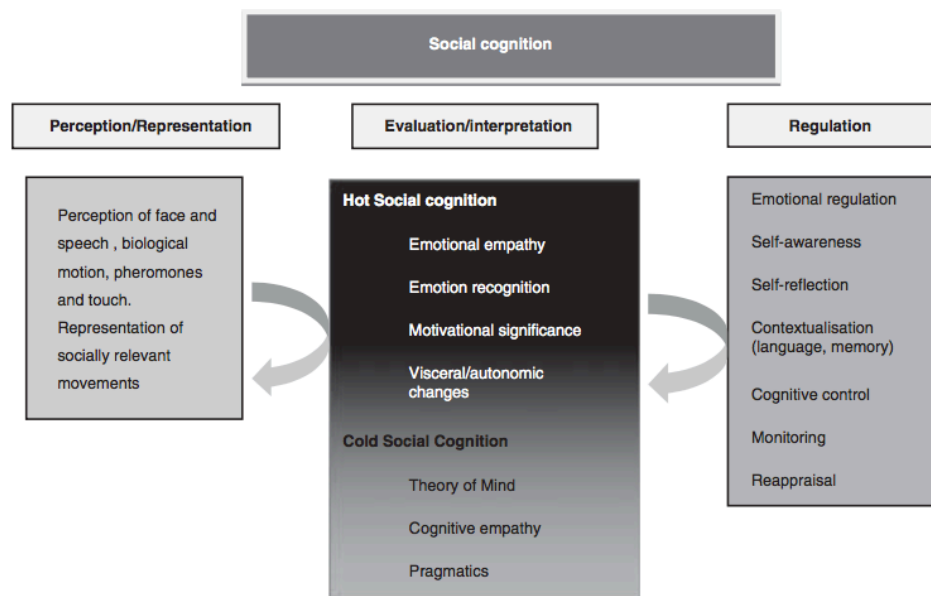 Social cognition
Perception/Representation
Evaluation/interpretation
Regulation
Perception of face and
speech , biological
motion, pheromones
and touch.
Representation of
socially relevant
movements
Hot Social cognition
Emotional empathy
Emotion recognition
Motivational significance
Visceral/autonomic
changes
Cold Social Cognition
Theory of Mind
Cognitive empathy
Pragmatics
Emotional regulation
Self-awareness
Self-reflection
Contextualisation
(language, memory)
Cognitive control
Monitoring
Reappraisal